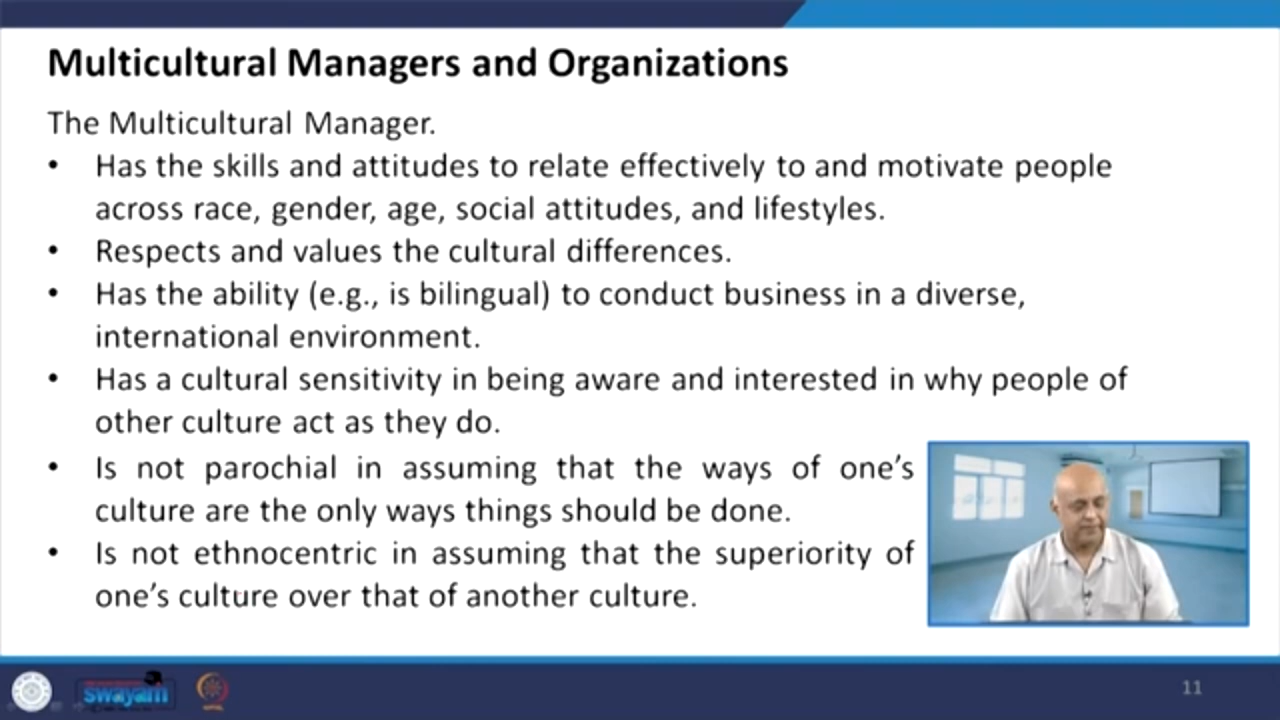 Multicultural Managers and Organizations
The Multicultural Manager.
• Has the skills and attitudes to relate effectively to and motivate people
across race, gender, age, social attitudes, and lifestyles.
• Respects and values the cultural differences.
• Has the ability (e.g., is bilingual) to conduct business in a diverse,
international environment.
• Has a cultural sensitivity in being aware and interested in why people of
other culture act as they do.
• Is not parochial in assuming that the ways of one’s
culture are the only ways things should be done.
• Is not ethnocentric in assuming that the superiority of
one’s culture over that of another culture.
swayam
11